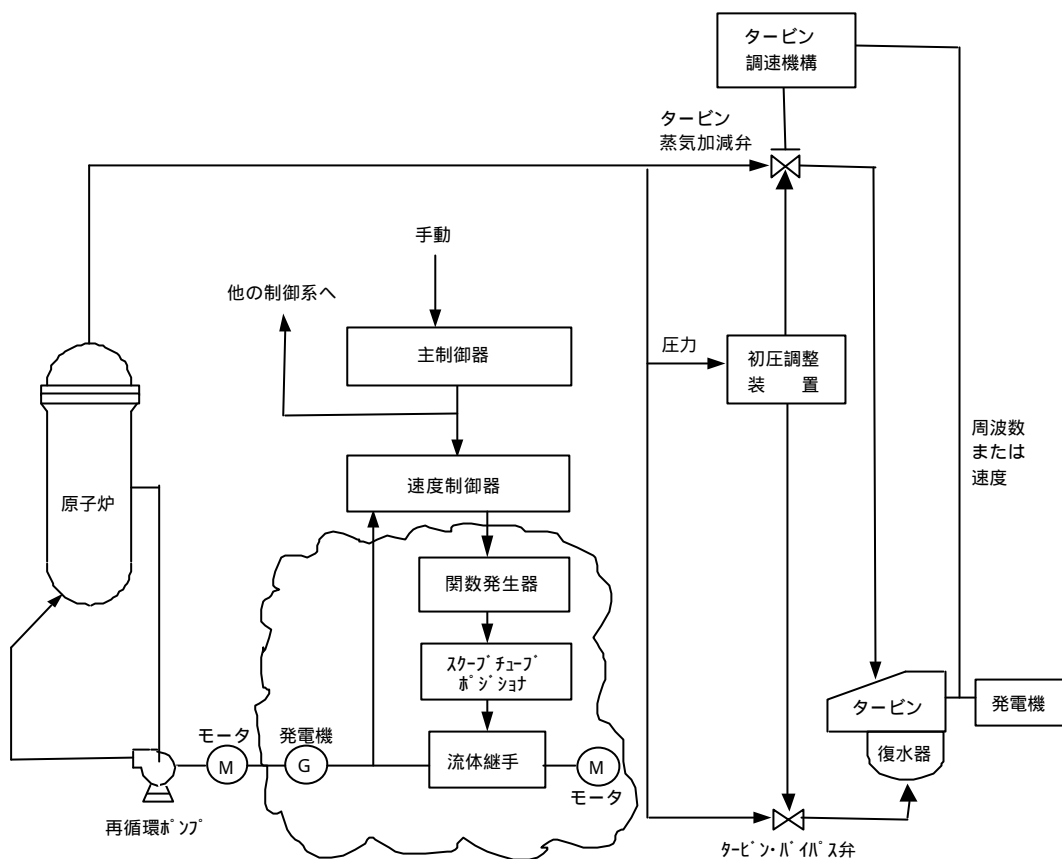 タービン
調速機構
タービン
蒸気加減弁
手動
他の制御系へ
主制御器
圧力
初圧調整
装　　置
周波数
または
速度
速度制御器
原子炉
関数発生器
ｽｸｰﾌﾟﾁｭｰﾌﾞ
ﾎﾟｼﾞｼｮﾅ
タービン
発電機
モータ
発電機
M
G
流体継手
M
モータ
復水器
再循環ﾎﾟﾝﾌﾟ
ﾀｰﾋﾞﾝ･ﾊﾞｲﾊﾟｽ弁